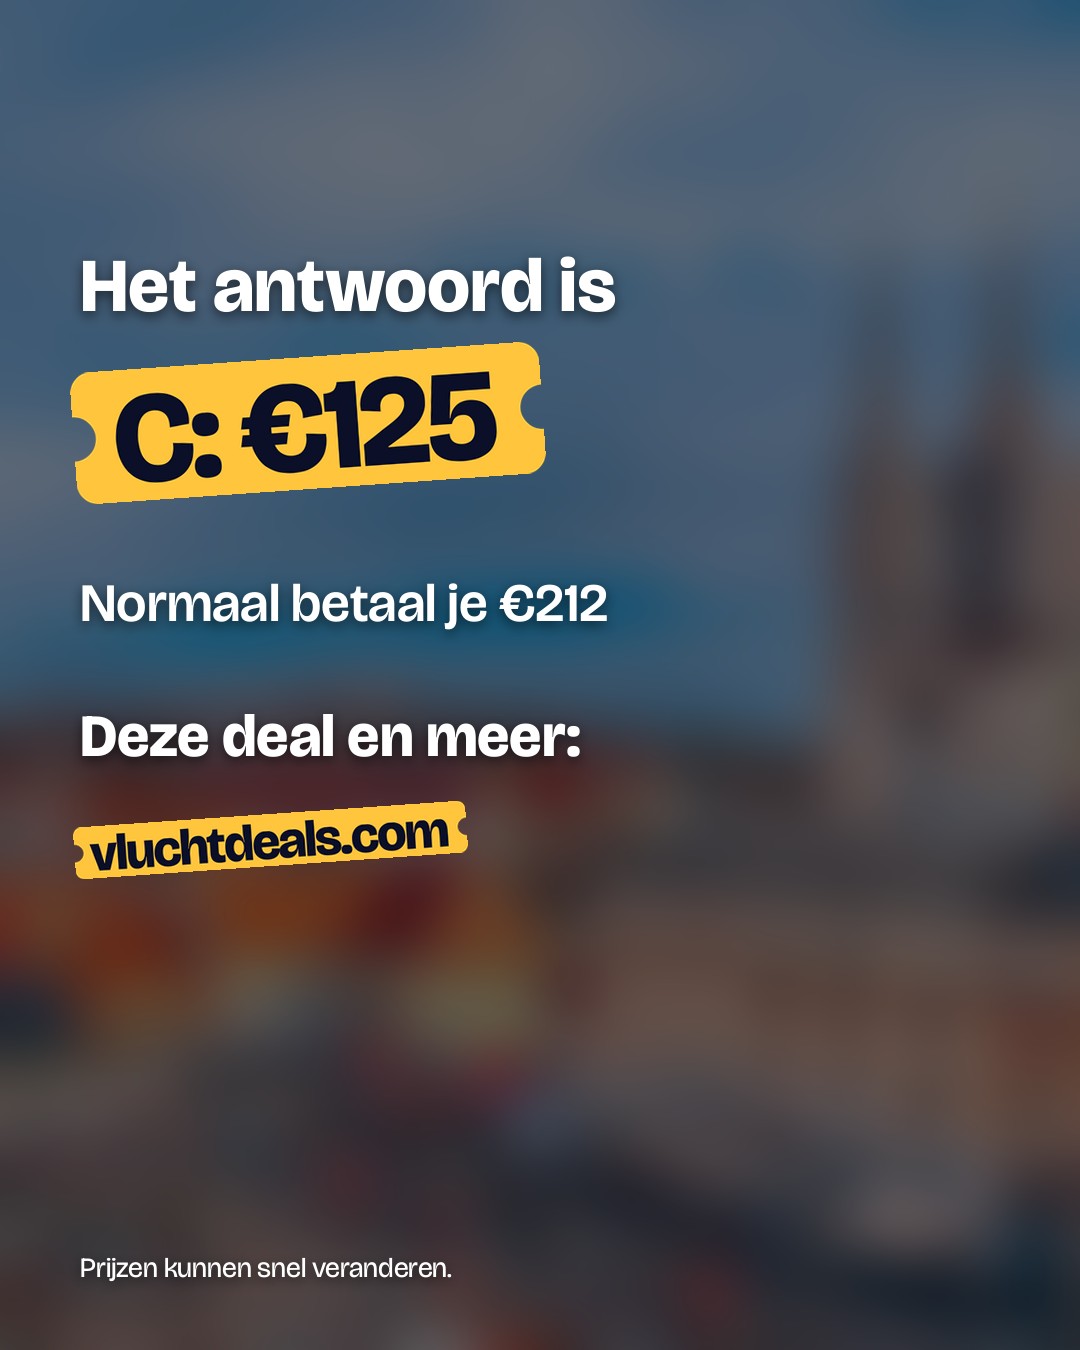 Het antwoord is
C: €125
Normaal betaal je €212
Deze deal en meer:
vluchtdeals.com
Prijzen kunnen snel veranderen.